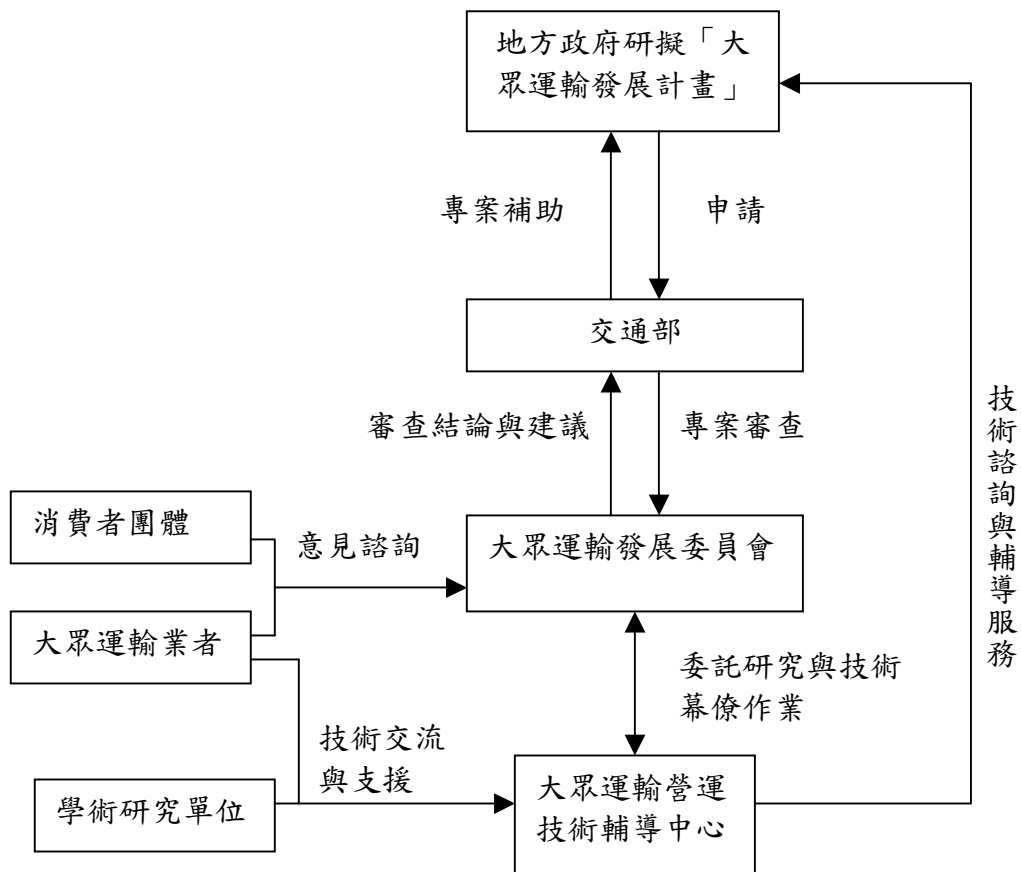 地方政府研擬「大
眾運輸發展計畫」
專案補助
申請
交通部
審查結論與建議
專案審查
技術諮詢與輔導服務
消費者團體
意見諮詢
大眾運輸發展委員會
大眾運輸業者
委託研究與技術
幕僚作業
技術交流
與支援
學術研究單位
大眾運輸營運
技術輔導中心